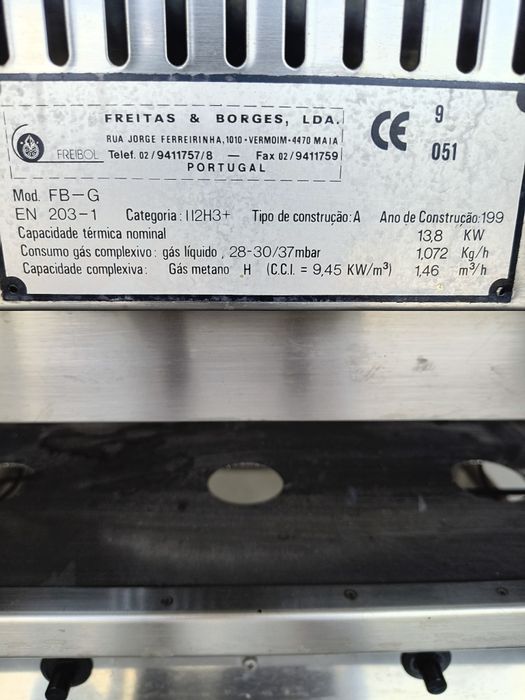 FREITAS & BORGES, LDA.
RUA JORGE FERREIRINHA, 1010 · VERMOIM · 4470 MAIA
FREIBOL Telef. 02/9411757/8 — Fax 02/9411759
PORTUGAL
CE 9
051
Mod. FB-G
EN 203-1 Categoria: II2H3+ Tipo de construção: A Ano de Construção: 199
Capacidade térmica nominal 13,8 KW
Consumo gás complexivo: gás líquido, 28-30/37mbar 1,072 Kg/h
Capacidade complexiva: Gás metano H (C.C.I. = 9,45 KW/m³) 1,46 m³/h